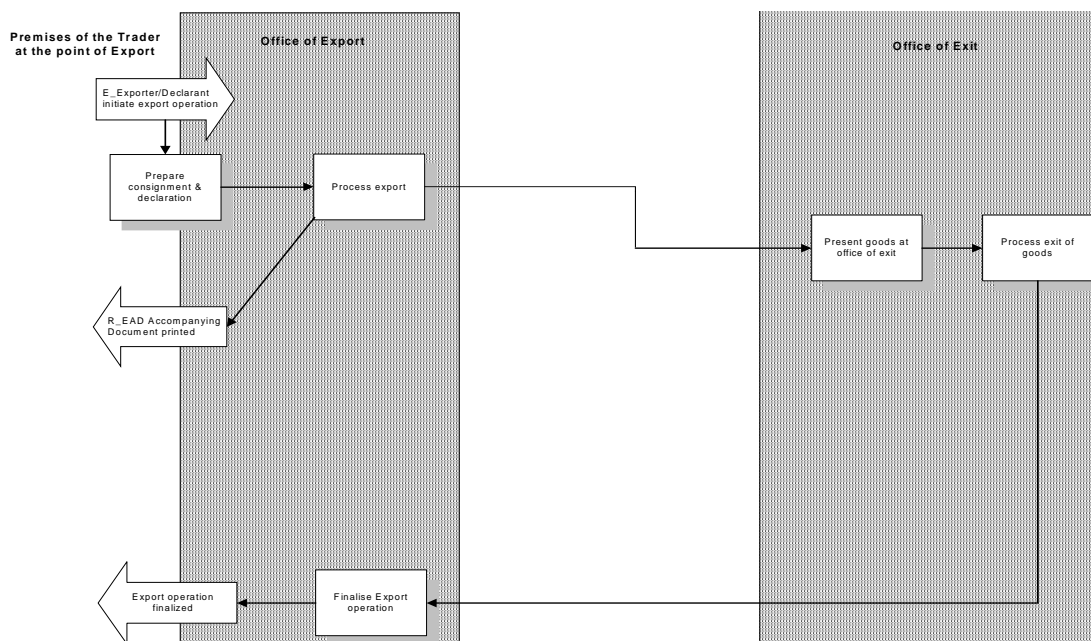 Premises of the Trader
at the point of Export
Office of Export
Office of Exit
E_Exporter/Declarant
initiate export operation
Prepare
consignment &
declaration
Process export
Present goods at
office of exit
Process exit of
goods
R_EAD Accompanying
Document printed
Export operation
finalized
Finalise Export
operation